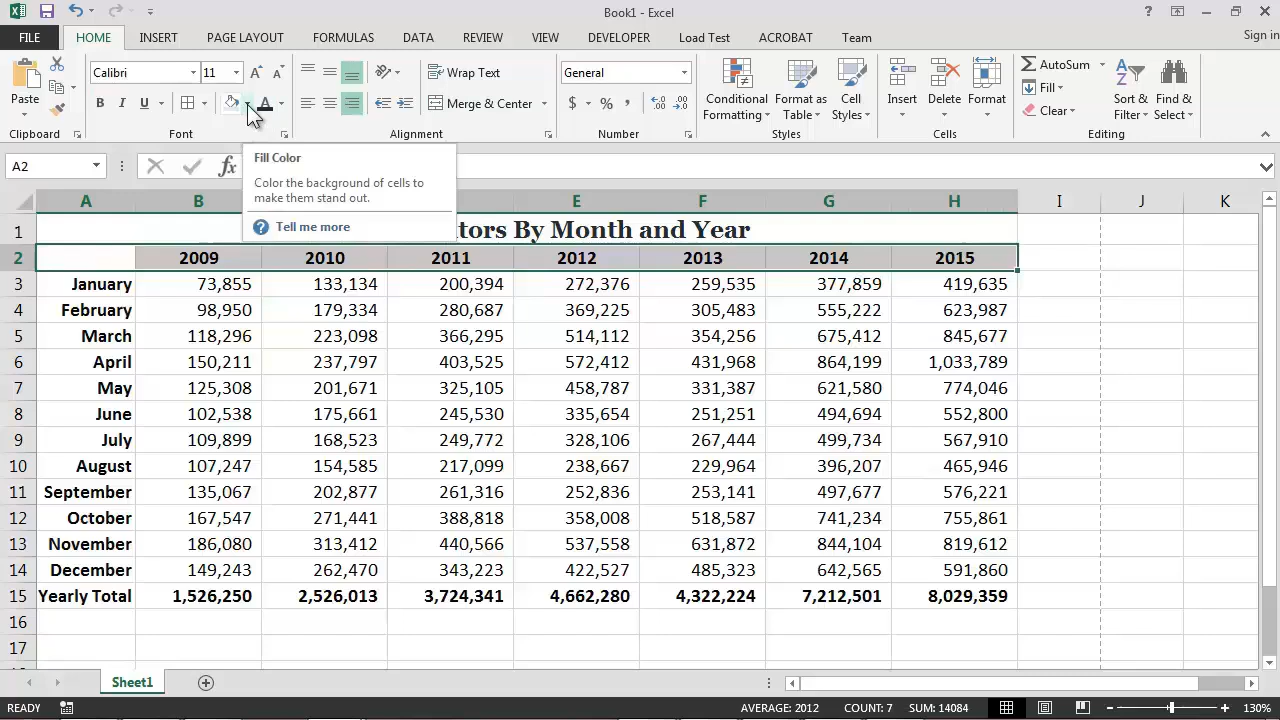 Book1 - Excel
Sign in
FILE HOME INSERT PAGE LAYOUT FORMULAS DATA REVIEW VIEW DEVELOPER Load Test ACROBAT Team
Paste
Clipboard
Calibri 11
B I U A
Font
Wrap Text
Merge & Center
Alignment
General
$ % ,
Number
Conditional Formatting
Format as Table
Cell Styles
Styles
Insert
Delete
Format
Cells
AutoSum
Fill
Clear
Sort & Filter
Find & Select
Editing
A2
fx
Fill Color
Color the background of cells to
make them stand out.
Tell me more
A B E F G H I J K
1 By Month and Year
2 2009 2010 2011 2012 2013 2014 2015
3 January 73,855 133,134 200,394 272,376 259,535 377,859 419,635
4 February 98,950 179,334 280,687 369,225 305,483 555,222 623,987
5 March 118,296 223,098 366,295 514,112 354,256 675,412 845,677
6 April 150,211 237,797 403,525 572,412 431,968 864,199 1,033,789
7 May 125,308 201,671 325,105 458,787 331,387 621,580 774,046
8 June 102,538 175,661 245,530 335,654 251,251 494,694 552,800
9 July 109,899 168,523 249,772 328,106 267,444 499,734 567,910
10 August 107,247 154,585 217,099 238,667 229,964 396,207 465,946
11 September 135,067 202,877 261,316 252,836 253,141 497,677 576,221
12 October 167,547 271,441 388,818 358,008 518,587 741,234 755,861
13 November 186,080 313,412 440,566 537,558 631,872 844,104 819,612
14 December 149,243 262,470 343,223 422,527 485,323 642,565 591,860
15 Yearly Total 1,526,250 2,526,013 3,724,341 4,662,280 4,322,224 7,212,501 8,029,359
16
17
Sheet1
READY AVERAGE: 2012 COUNT: 7 SUM: 14084 130%